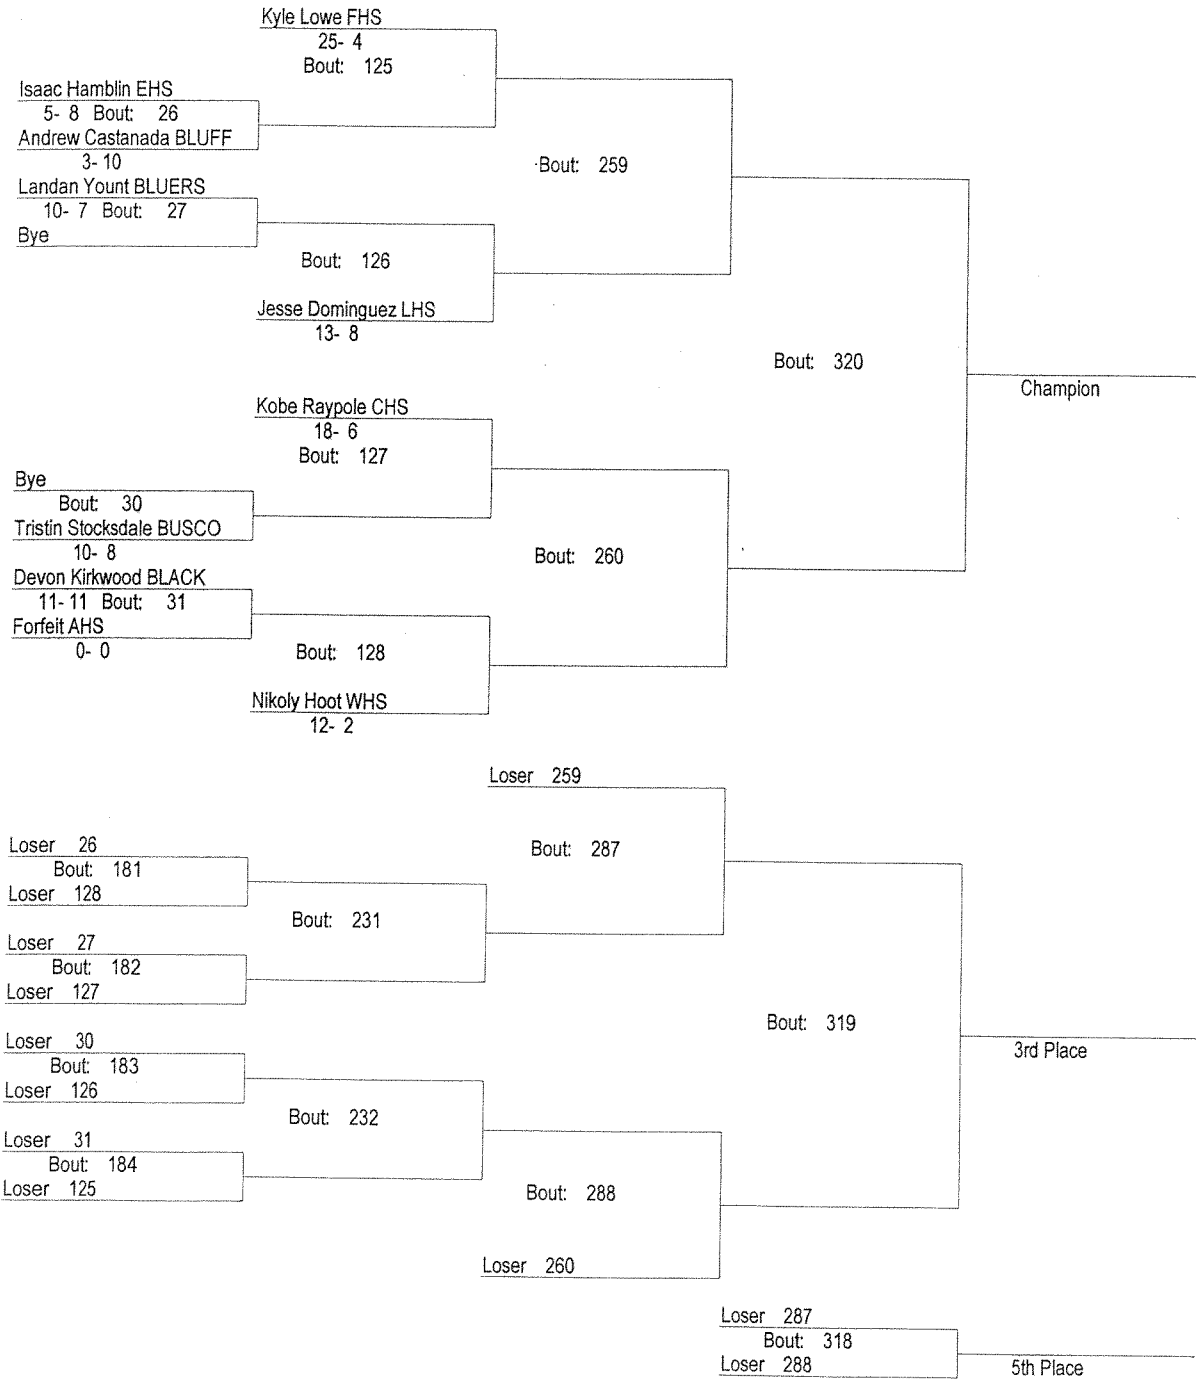 Kyle Lowe FHS
25- 4
Bout: 125
Isaac Hamblin EHS
5- 8 Bout: 26
Andrew Castanada BLUFF
3- 10
Bout: 259
Landan Yount BLUERS
10- 7 Bout: 27
Bye
Bout: 126
Jesse Dominguez LHS
13- 8
Bout: 320
Champion
Kobe Raypole CHS
18- 6
Bout: 127
Bye
Bout: 30
Tristin Stocksdale BUSCO
10- 8
Bout: 260
Devon Kirkwood BLACK
11- 11 Bout: 31
Forfeit AHS
0- 0
Bout: 128
Nikoly Hoot WHS
12- 2
Loser 259
Bout: 287
Loser 26
Bout: 181
Loser 128
Bout: 231
Loser 27
Bout: 182
Loser 127
Bout: 319
3rd Place
Loser 30
Bout: 183
Loser 126
Bout: 232
Loser 31
Bout: 184
Loser 125
Bout: 288
Loser 260
Loser 287
Bout: 318
Loser 288
5th Place